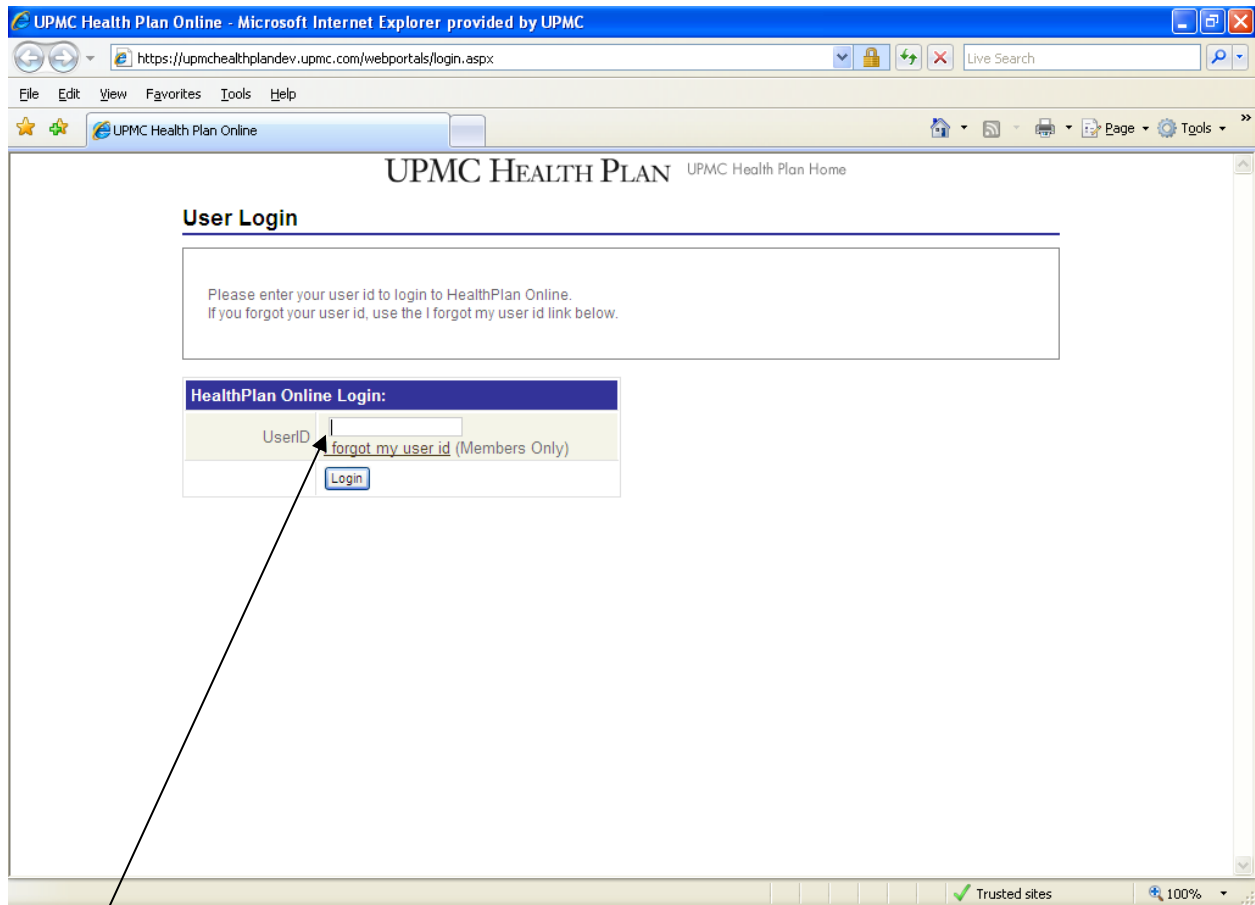 UPMC Health Plan Online - Microsoft Internet Explorer provided by UPMC
https://upmchealthplandev.upmc.com/webportals/login.aspx
Live Search
File Edit View Favorites Tools Help
UPMC Health Plan Online
Page Tools »
UPMC HEALTH PLAN UPMC Health Plan Home
User Login
Please enter your user id to login to HealthPlan Online.
If you forgot your user id, use the I forgot my user id link below.
HealthPlan Online Login:
UserID
forgot my user id (Members Only)
Login
Trusted sites 100%